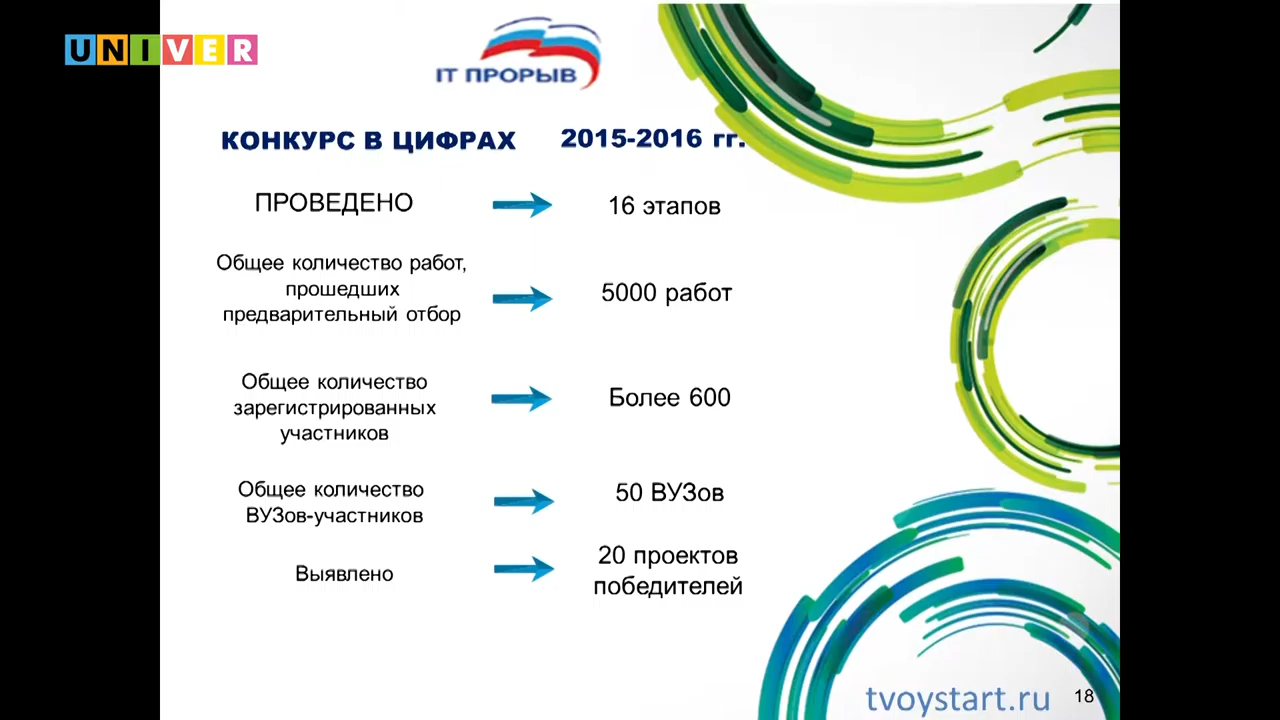 UNIVER
IT ПРОРЫВ
КОНКУРС В ЦИФРАХ
2015-2016 гг.
ПРОВЕДЕНО
16 этапов
Общее количество работ,
прошедших
предварительный отбор
5000 работ
Общее количество
зарегистрированных
участников
Более 600
Общее количество
ВУЗов-участников
50 ВУЗов
Выявлено
20 проектов
победителей
tvoystart.ru
18